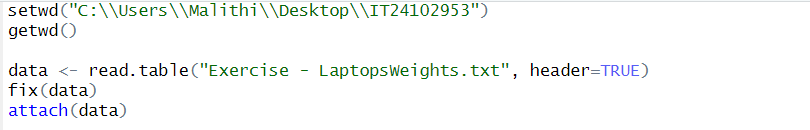 setwd("C:\\Users\\Malithi\\Desktop\\IT24102953")
getwd()
data <- read.table("Exercise - LaptopsWeights.txt", header=TRUE)
fix(data)
attach(data)